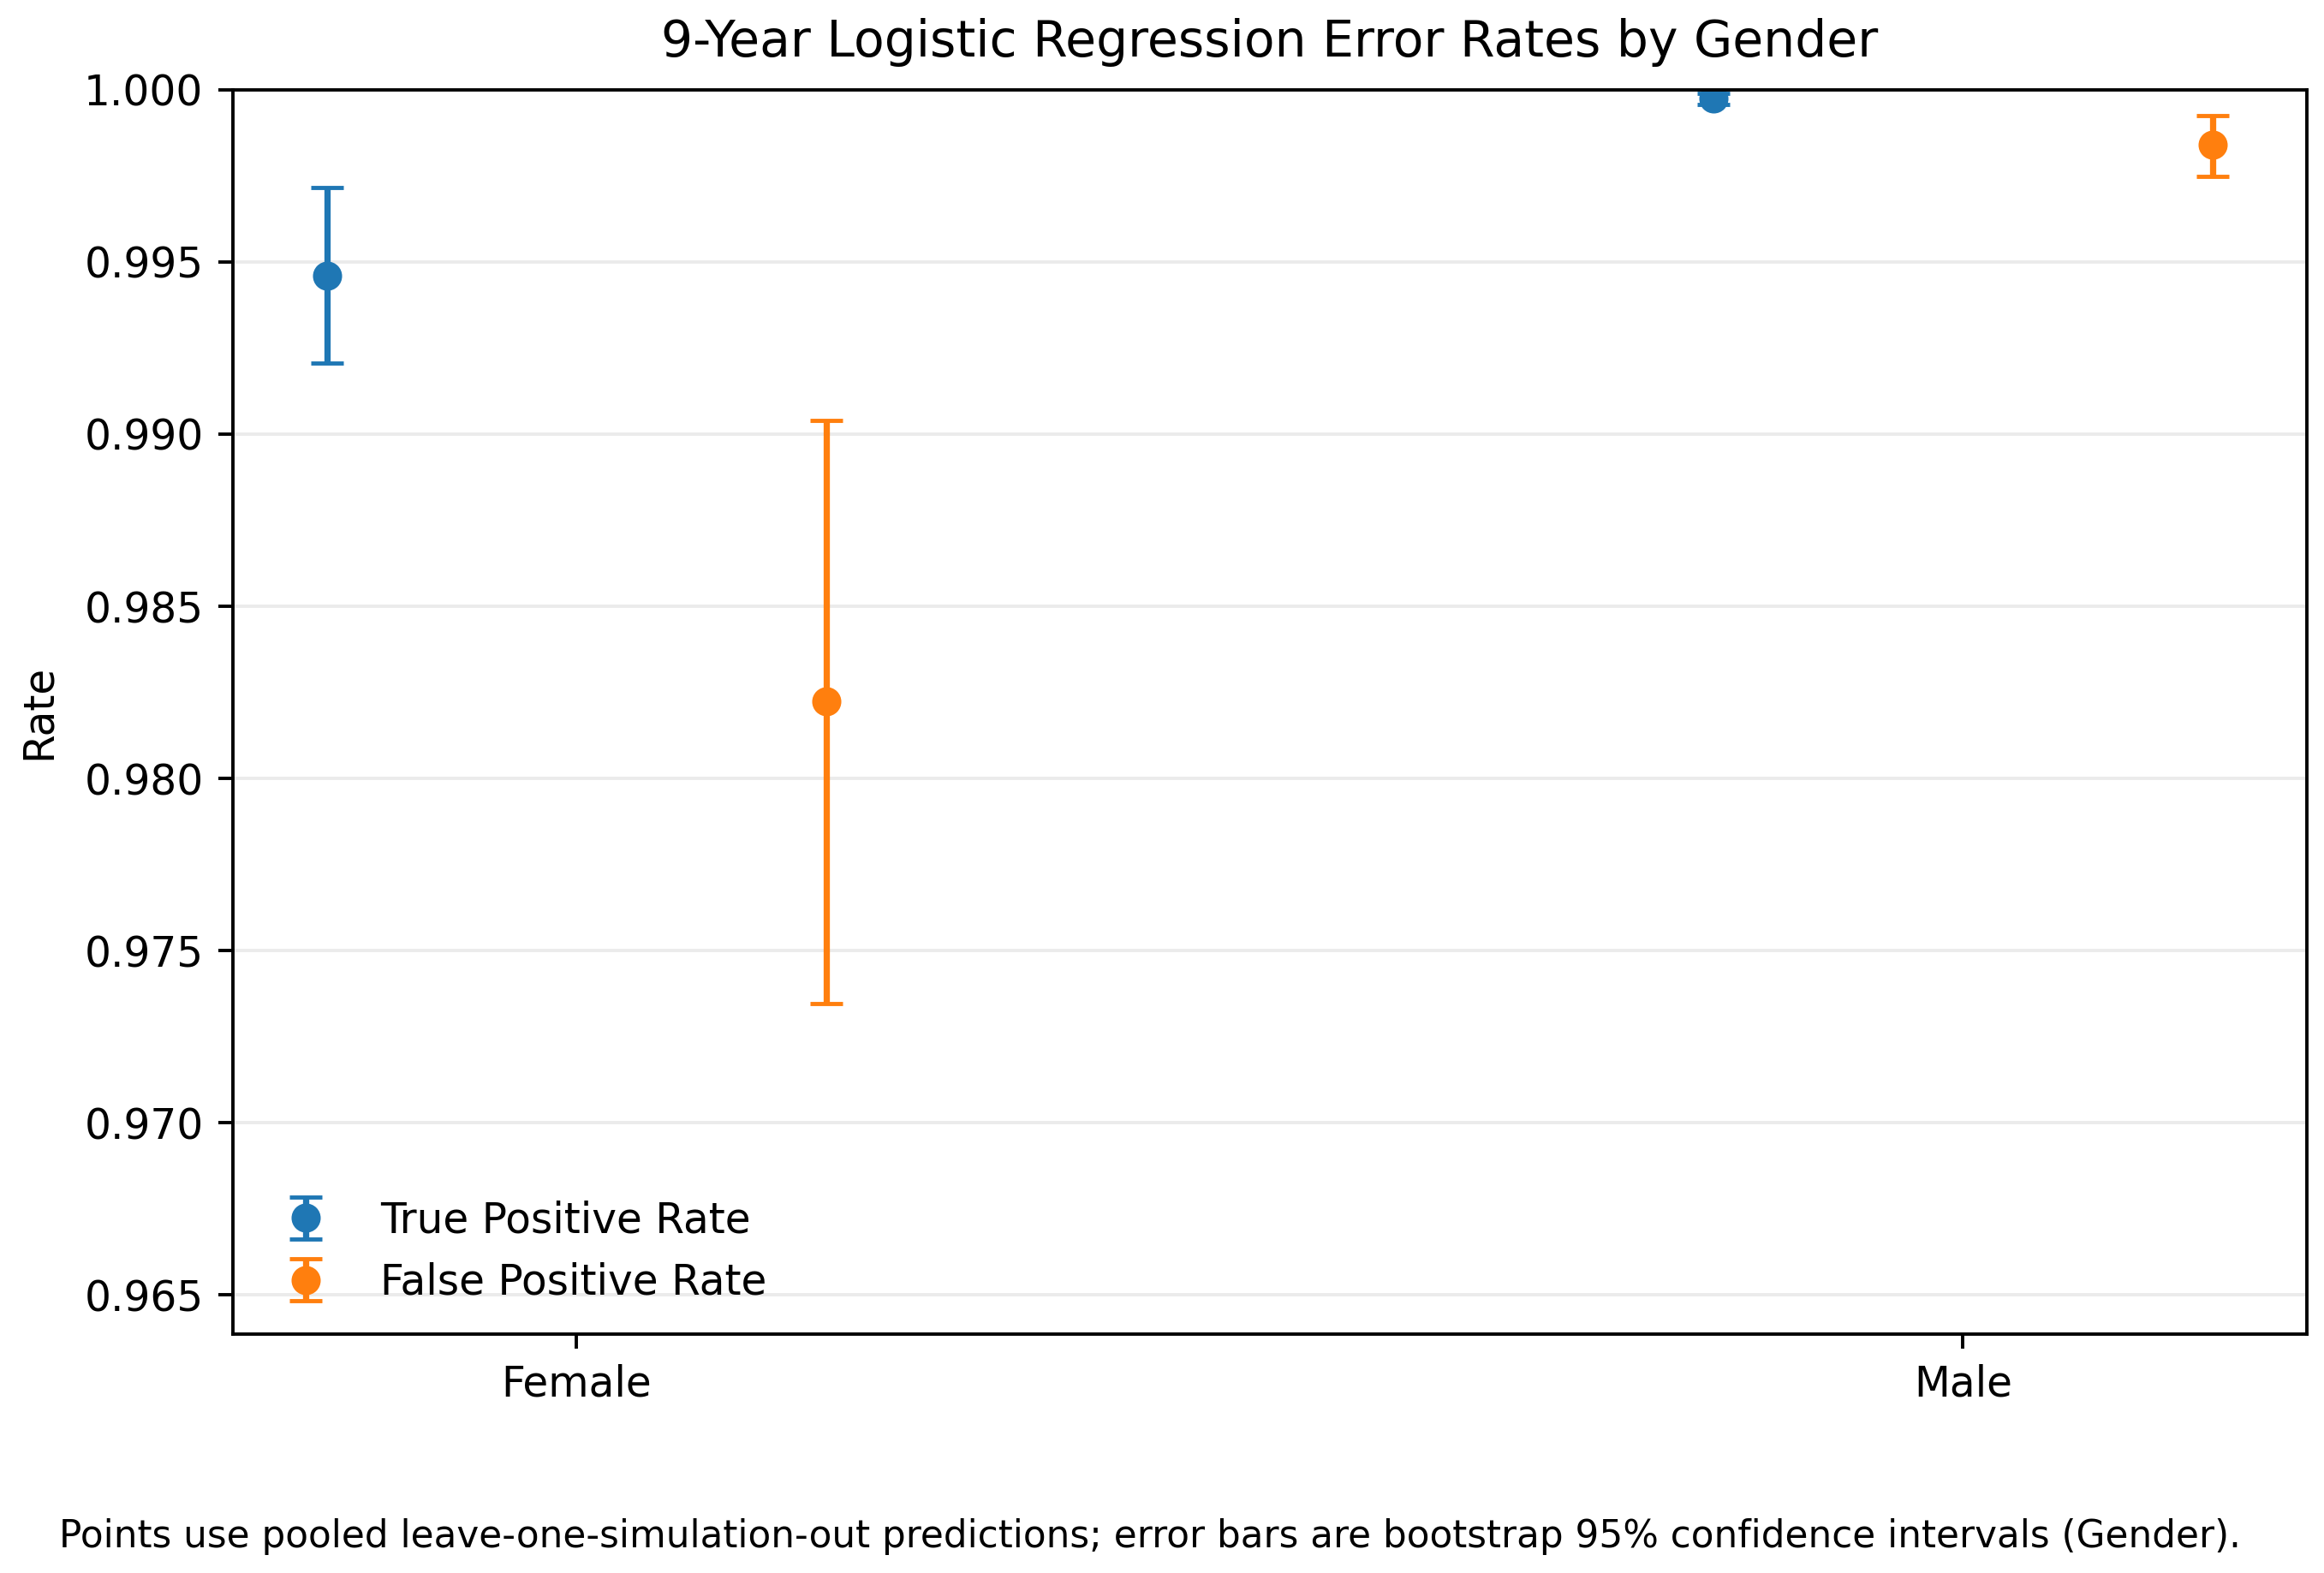 9-Year Logistic Regression Error Rates by Gender
1.000
0.995
0.990
0.985
0.980
0.975
0.970
0.965
Rate
True Positive Rate
False Positive Rate
Female
Male
Points use pooled leave-one-simulation-out predictions; error bars are bootstrap 95% confidence intervals (Gender).